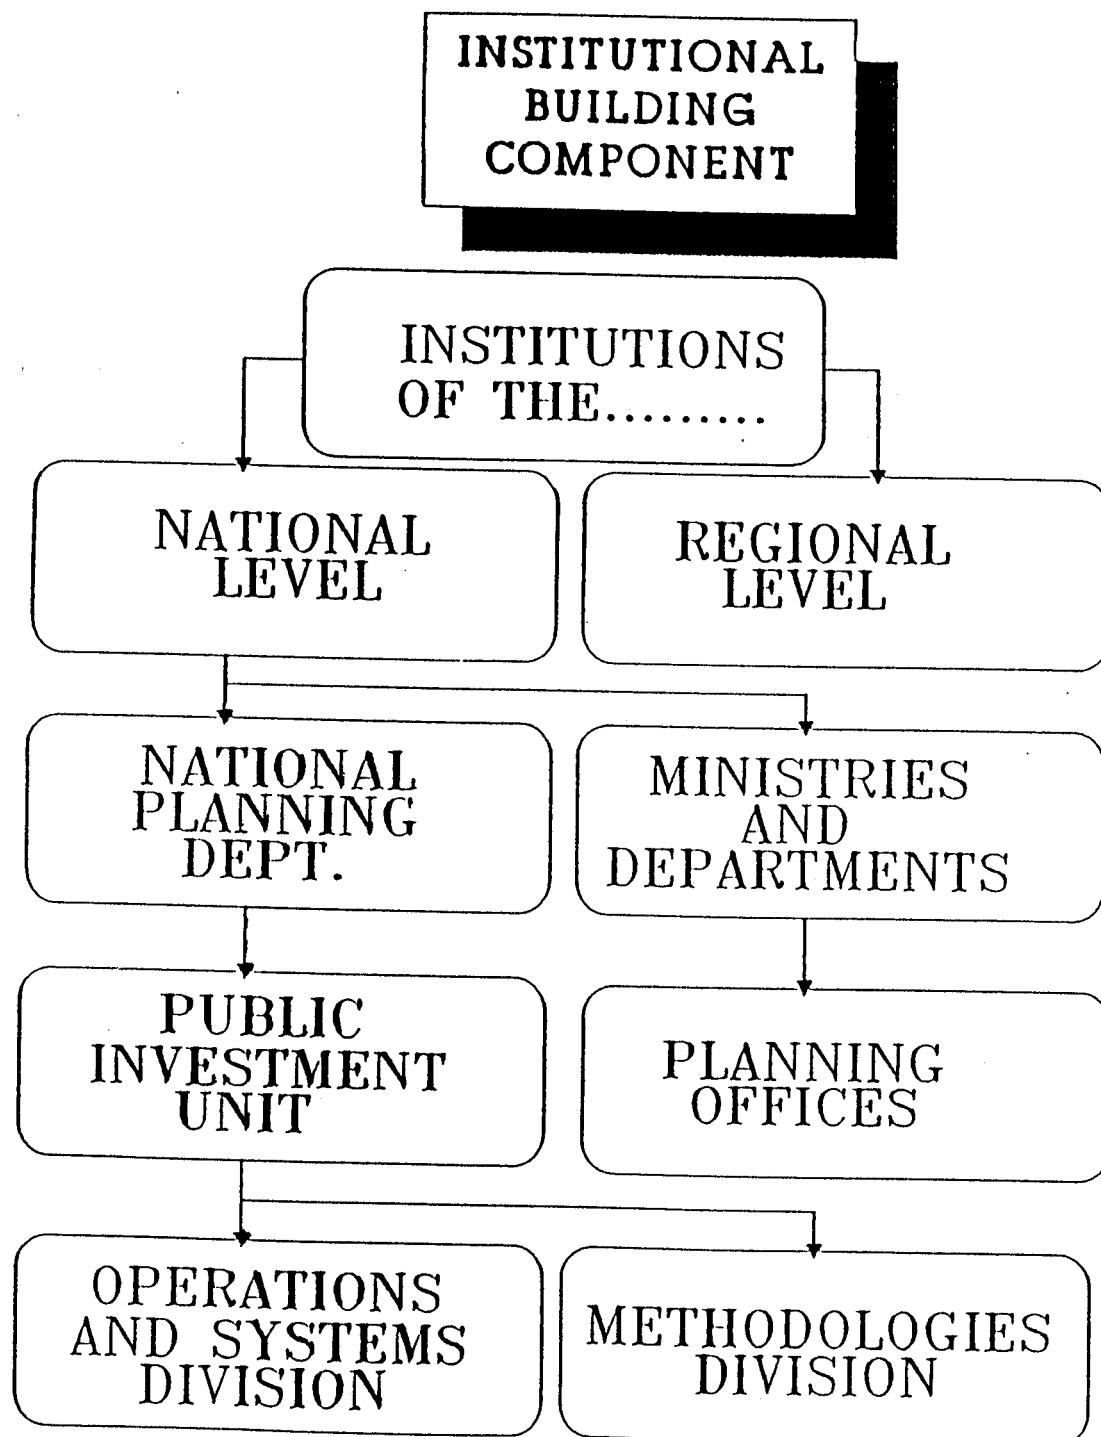 INSTITUTIONAL
BUILDING
COMPONENT
INSTITUTIONS
OF THE.........
NATIONAL
LEVEL
REGIONAL
LEVEL
NATIONAL
PLANNING
DEPT.
MINISTRIES
AND
DEPARTMENTS
PUBLIC
INVESTMENT
UNIT
PLANNING
OFFICES
OPERATIONS
AND SYSTEMS
DIVISION
METHODOLOGIES
DIVISION